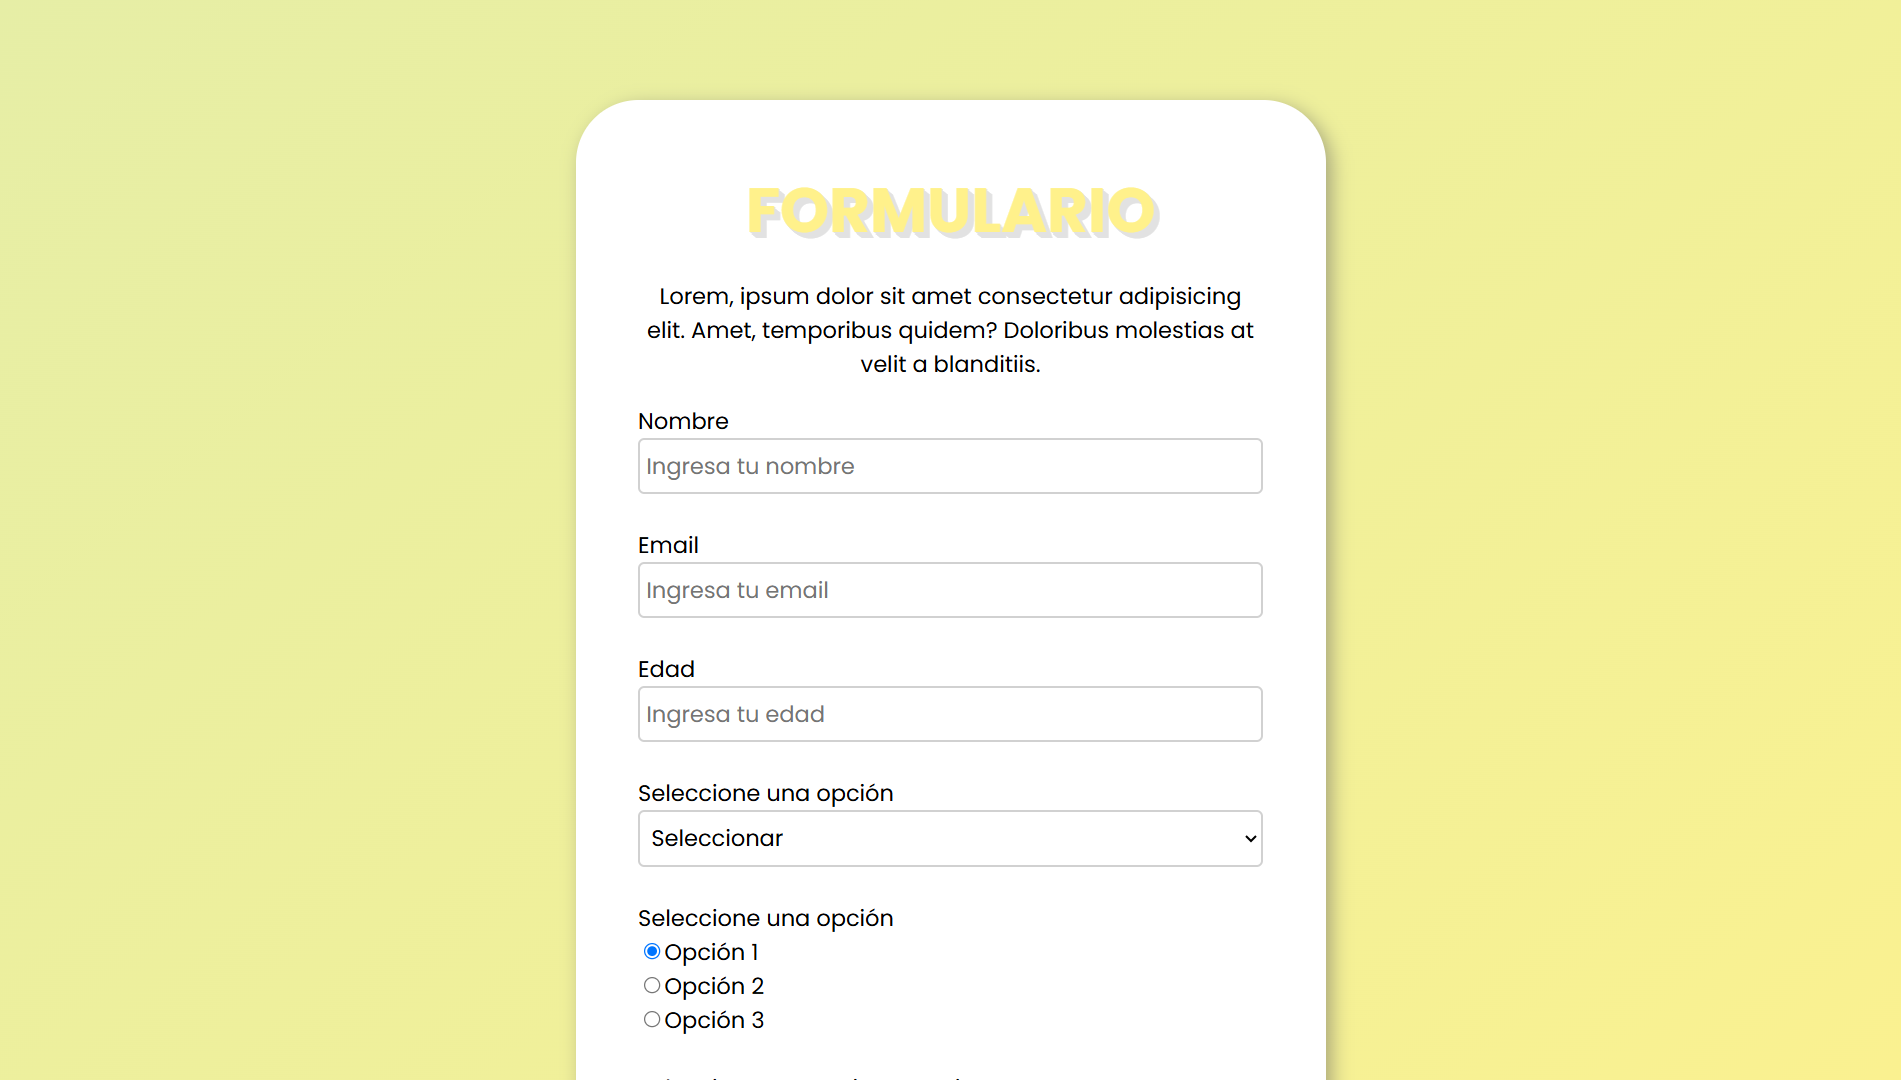 FORMULARIO
Lorem, ipsum dolor sit amet consectetur adipisicing
elit. Amet, temporibus quidem? Doloribus molestias at
velit a blanditiis.
Nombre
Ingresa tu nombre
Email
Ingresa tu email
Edad
Ingresa tu edad
Seleccione una opción
Seleccionar
Seleccione una opción
Opción 1
Opción 2
Opción 3